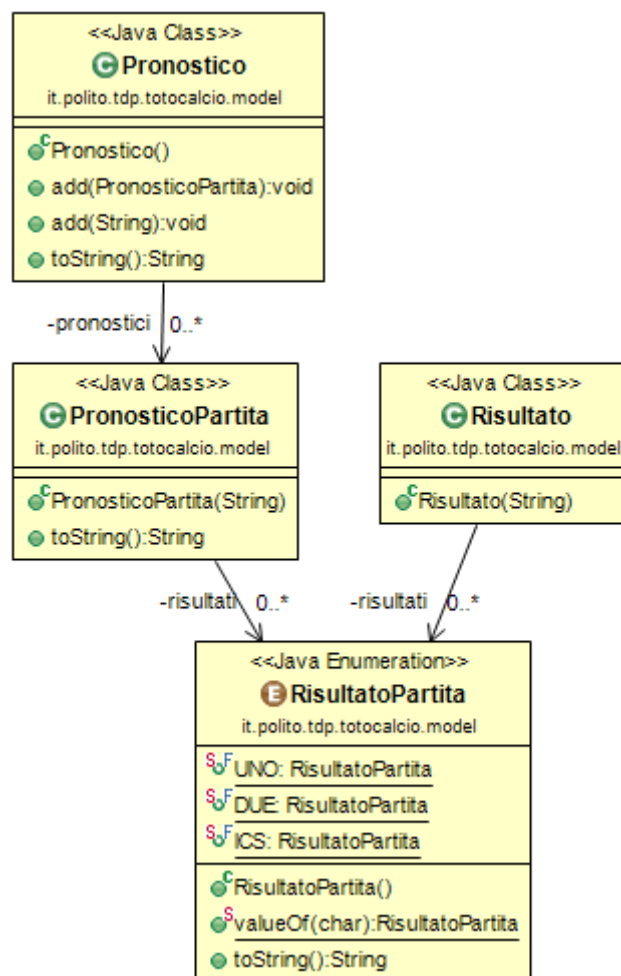 <<Java Class>>
C Pronostico
it.polito.tdp.totocalcio.model
C Pronostico()
add(PronosticoPartita):void
add(String):void
toString():String
-pronostici 0..*
<<Java Class>>
C PronosticoPartita
it.polito.tdp.totocalcio.model
C PronosticoPartita(String)
toString():String
<<Java Class>>
C Risultato
it.polito.tdp.totocalcio.model
C Risultato(String)
-risultati 0..*
-risultati 0..*
<<Java Enumeration>>
E RisultatoPartita
it.polito.tdp.totocalcio.model
S F UNO: RisultatoPartita
S F DUE: RisultatoPartita
S F ICS: RisultatoPartita
C RisultatoPartita()
S valueOf(char):RisultatoPartita
toString():String